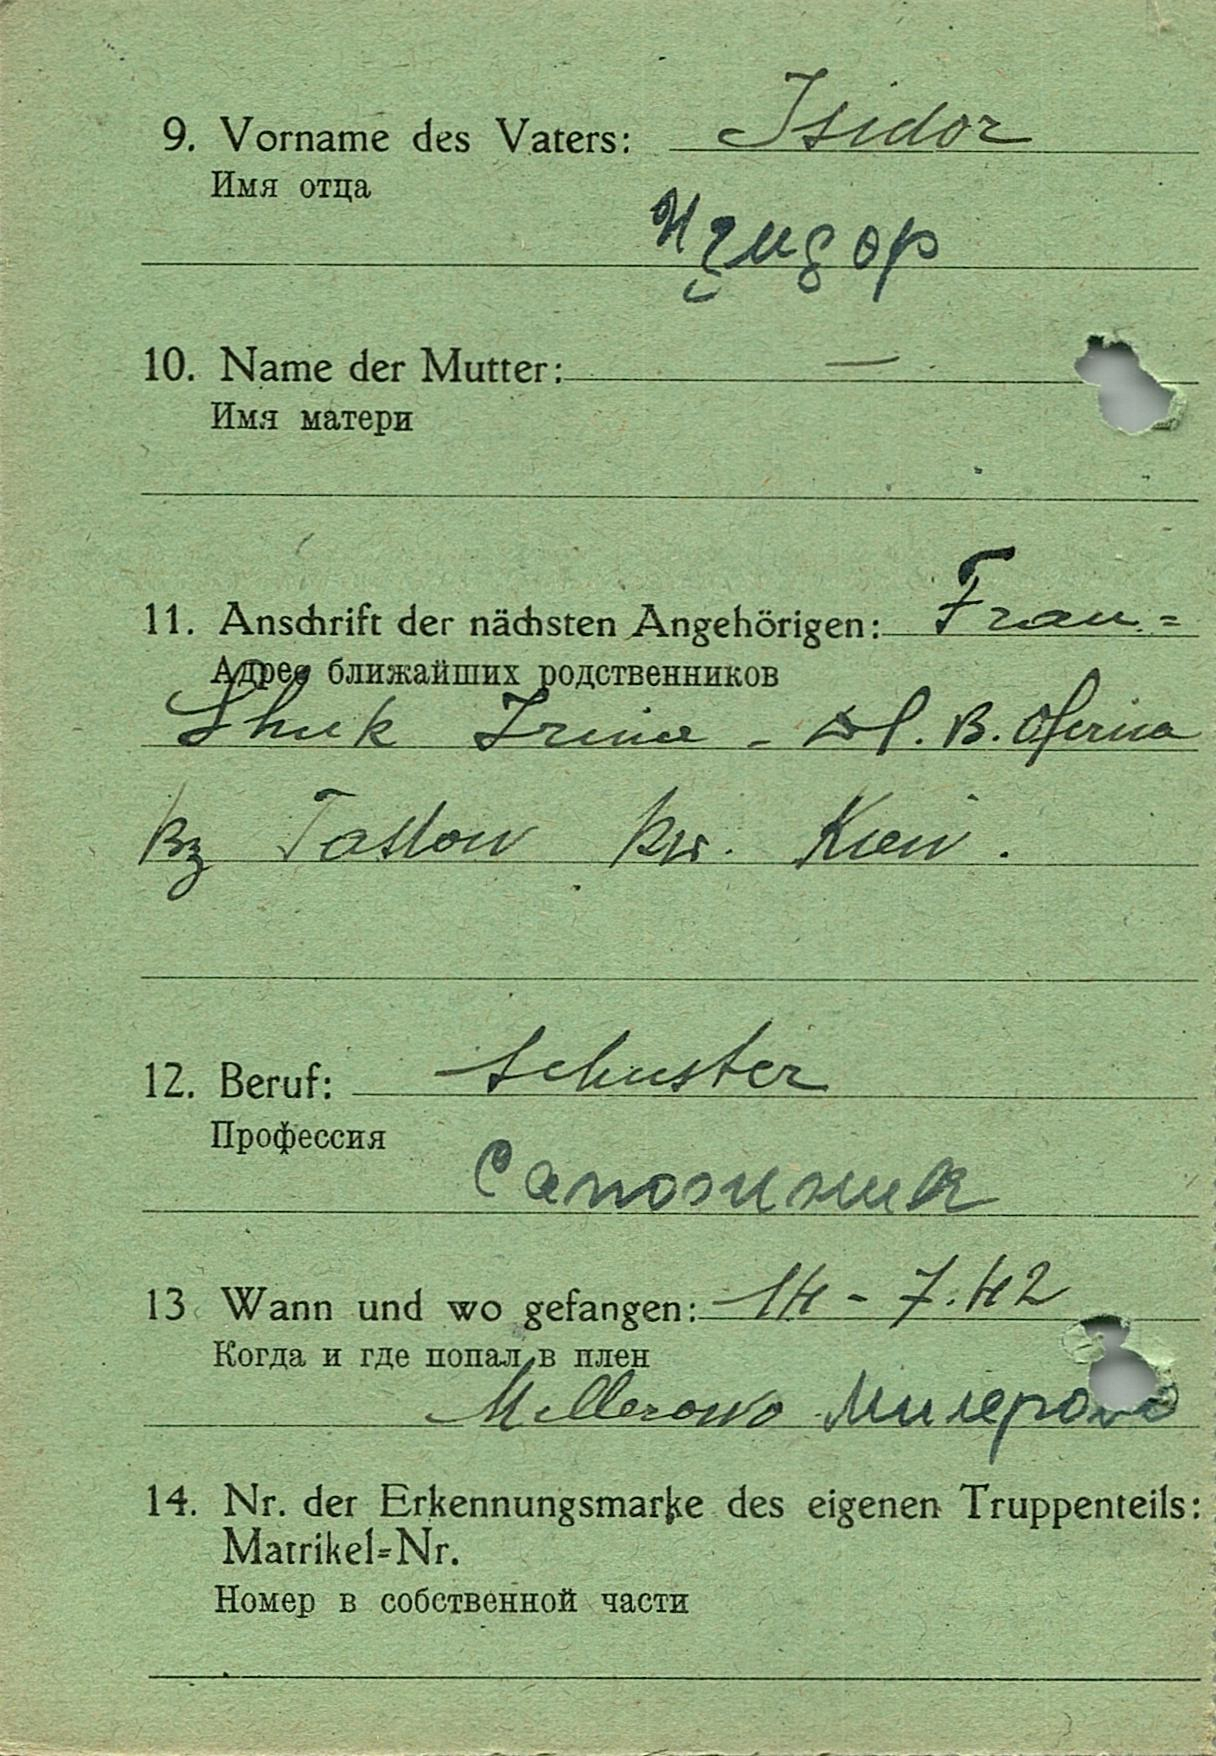 9. Vorname des Vaters: Isidor
Имя отца
Изидор
10. Name der Mutter: —
Имя матери
11. Anschrift der nächsten Angehörigen: Frau =
Адрес ближайших родственников
Shuk Irina - Df. B.
Bz Tastow Kr. Kiew.
12. Beruf: Schuster
Профессия
Сапожник
13 Wann und wo gefangen: 14 - 7.42
Когда и где попал в плен
Millerowo Милерово
14. Nr. der Erkennungsmarke des eigenen Truppenteils:
Matrikel=Nr.
Номер в собственной части